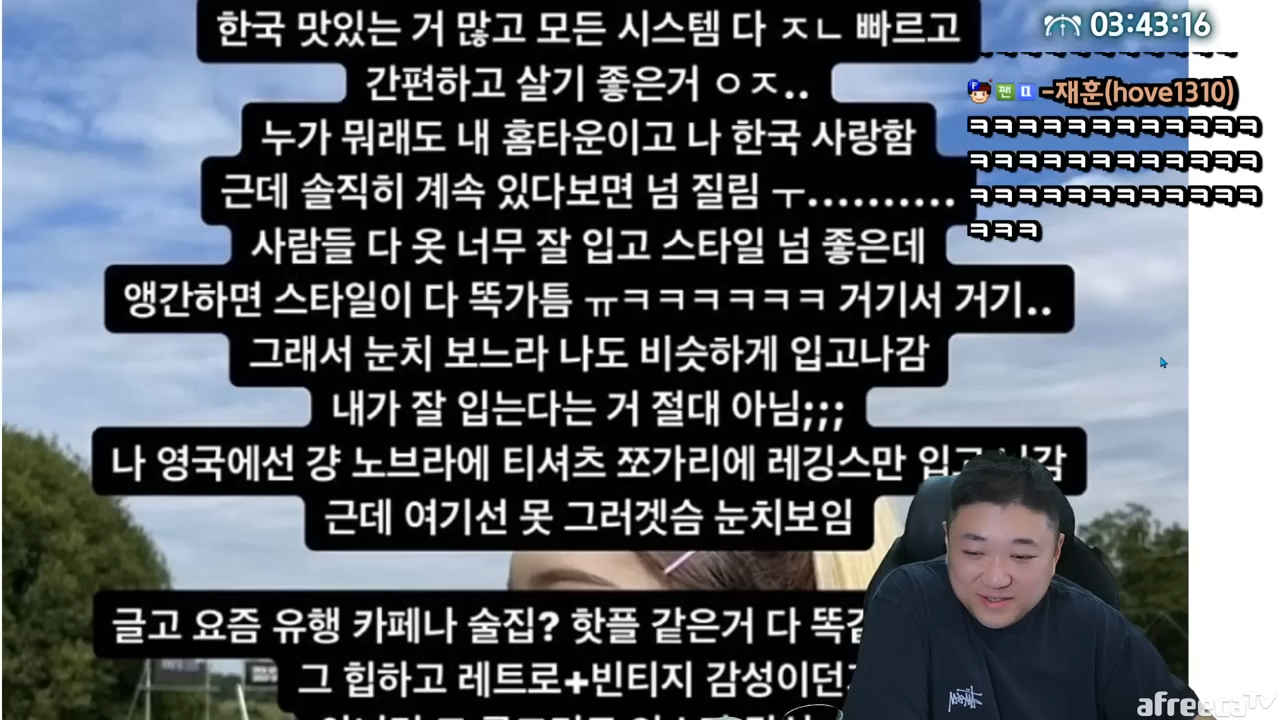 한국 맛있는 거 많고 모든 시스템 다 ㅈㄴ 빠르고
간편하고 살기 좋은거 ㅇㅈ..
누가 뭐래도 내 홈타운이고 나 한국 사랑함
근데 솔직히 계속 있다보면 넘 질림 ㅜ..........
사람들 다 옷 너무 잘 입고 스타일 넘 좋은데
앵간하면 스타일이 다 똑가틈 ㅠㅋㅋㅋㅋㅋㅋ 거기서 거기..
그래서 눈치 보느라 나도 비슷하게 입고나감
내가 잘 입는다는 거 절대 아님;;;
나 영국에선 걍 노브라에 티셔츠 쪼가리에 레깅스만
근데 여기선 못 그러겟슴 눈치보임
글고 요즘 유행 카페나 술집? 핫플 같은거 다
그 힙하고 레트로+빈티지 감성이던
03:43:16
짼 -재훈(hove1310)
ㅋㅋㅋㅋㅋㅋㅋㅋㅋㅋㅋㅋ
ㅋㅋㅋㅋㅋㅋㅋㅋㅋㅋㅋㅋ
ㅋㅋㅋㅋㅋㅋㅋㅋㅋㅋㅋㅋ
ㅋㅋㅋ
afreecaTV